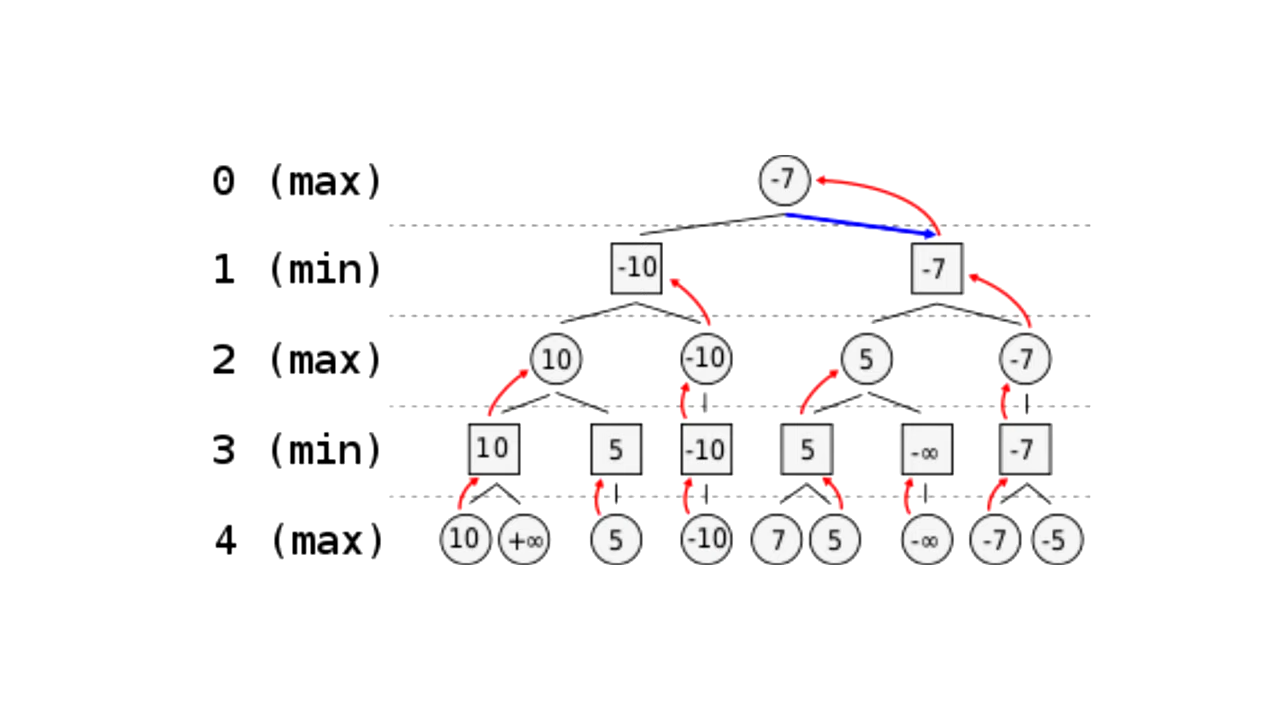 0 (max) -7
1 (min) -10 -7
2 (max) 10 -10 5 -7
3 (min) 10 5 -10 5 -∞ -7
4 (max) 10 +∞ 5 -10 7 5 -∞ -7 -5